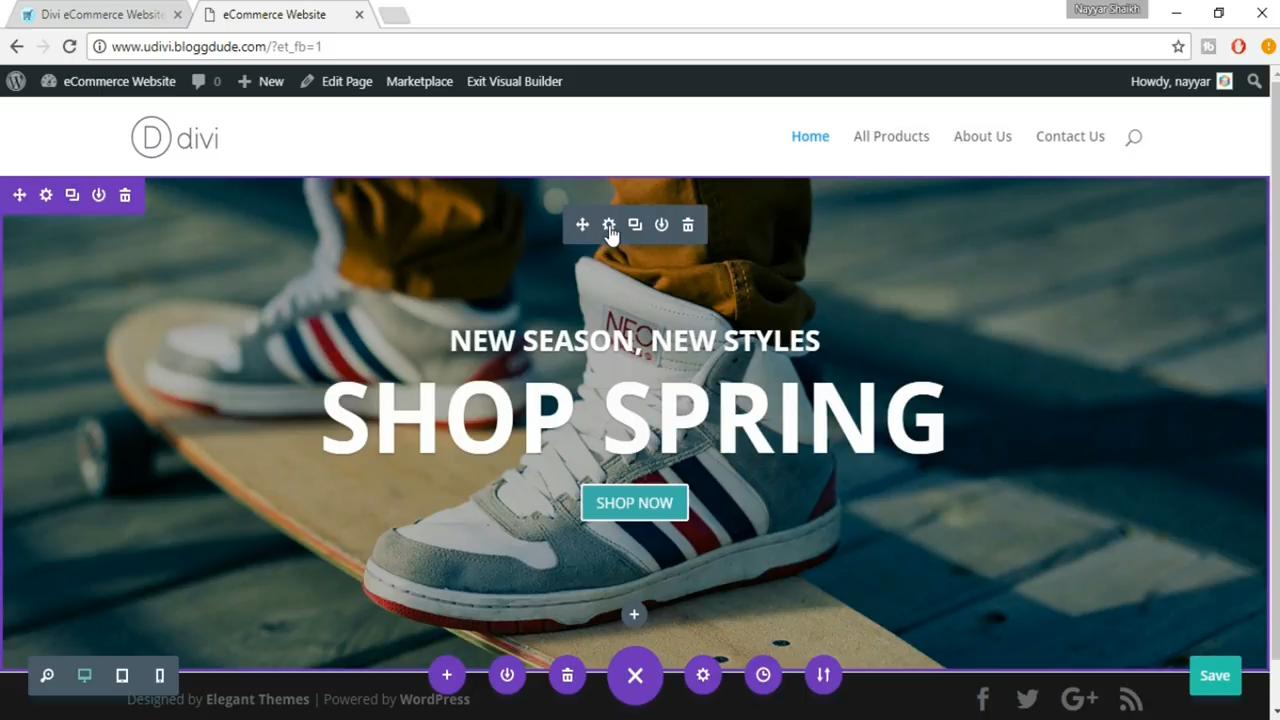 Divi eCommerce Website
eCommerce Website
Nayyar Shaikh
www.udivi.bloggdude.com/?et_fb=1
eCommerce Website
0
New
Edit Page
Marketplace
Exit Visual Builder
Howdy, nayyar
D divi
Home
All Products
About Us
Contact Us
NEO
NEW SEASON, NEW STYLES
SHOP SPRING
SHOP NOW
Save
Designed by Elegant Themes | Powered by WordPress